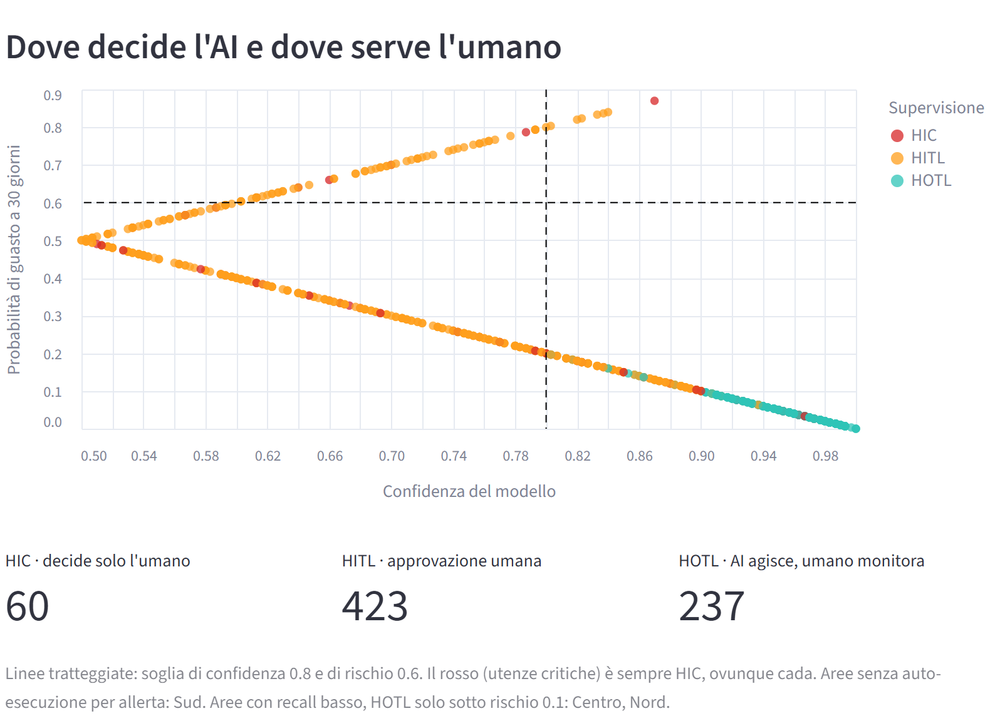 Dove decide l'AI e dove serve l'umano
Probabilità di guasto a 30 giorni
0.9
0.8
0.7
0.6
0.5
0.4
0.3
0.2
0.1
0.0
0.50 0.54 0.58 0.62 0.66 0.70 0.74 0.78 0.82 0.86 0.90 0.94 0.98
Confidenza del modello
Supervisione
HIC
HITL
HOTL
HIC · decide solo l'umano
60
HITL · approvazione umana
423
HOTL · AI agisce, umano monitora
237
Linee tratteggiate: soglia di confidenza 0.8 e di rischio 0.6. Il rosso (utenze critiche) è sempre HIC, ovunque cada. Aree senza auto-
esecuzione per allerta: Sud. Aree con recall basso, HOTL solo sotto rischio 0.1: Centro, Nord.